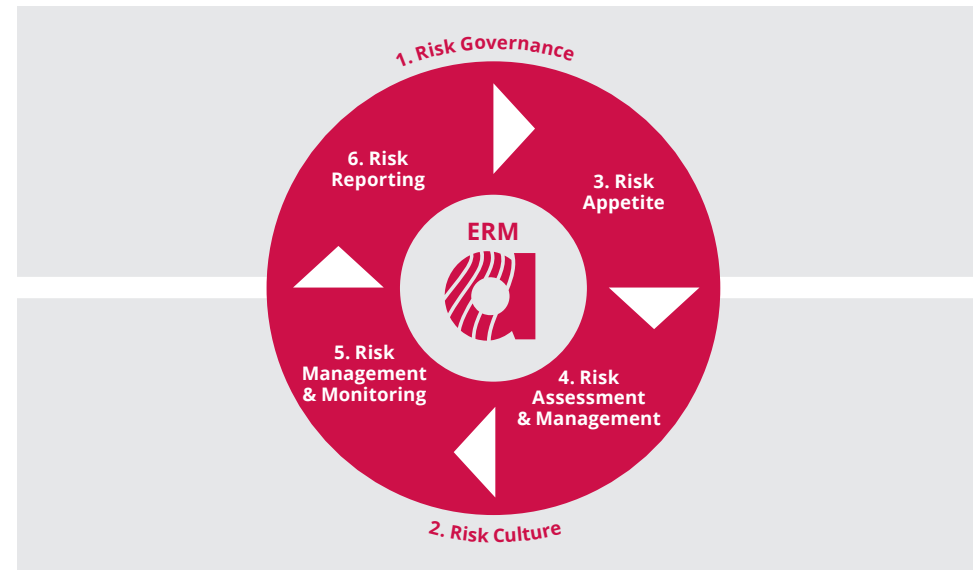 1. Risk Governance
6. Risk
Reporting
3. Risk
Appetite
ERM
5. Risk
Management
& Monitoring
4. Risk
Assessment
& Management
2. Risk Culture